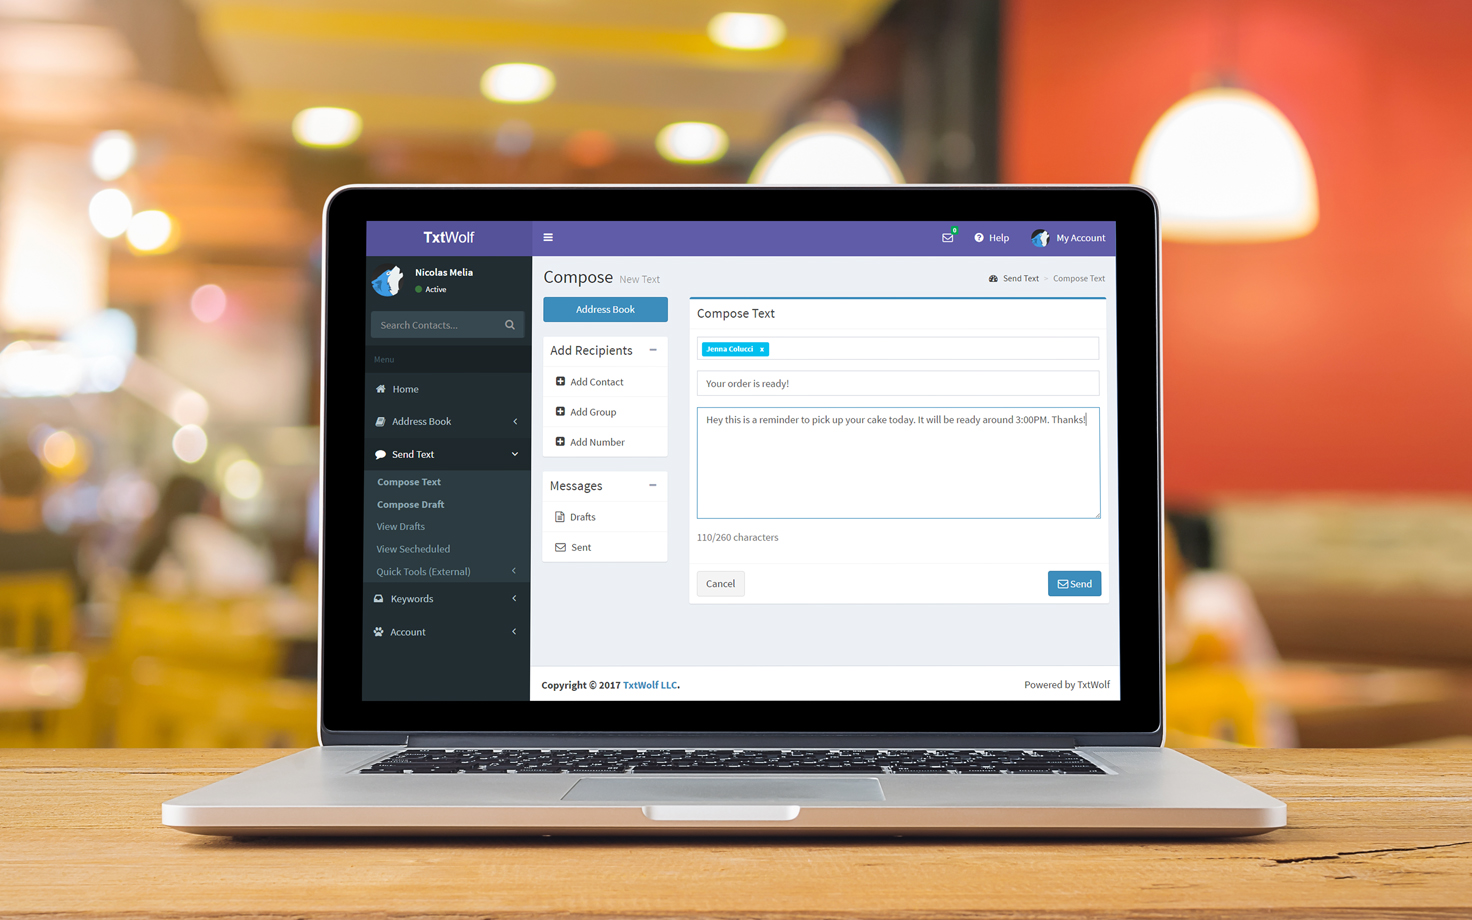 TxtWolf
0
Help
My Account
Nicolas Melia
Active
Search Contacts...
Menu
Home
Address Book
Send Text
Compose Text
Compose Draft
View Drafts
View Secheduled
Quick Tools (External)
Keywords
Account
Compose New Text
Send Text > Compose Text
Address Book
Add Recipients
Add Contact
Add Group
Add Number
Messages
Drafts
Sent
Compose Text
Jenna Colucci x
Your order is ready!
Hey this is a reminder to pick up your cake today. It will be ready around 3:00PM. Thanks!
110/260 characters
Cancel
Send
Copyright © 2017 TxtWolf LLC.
Powered by TxtWolf